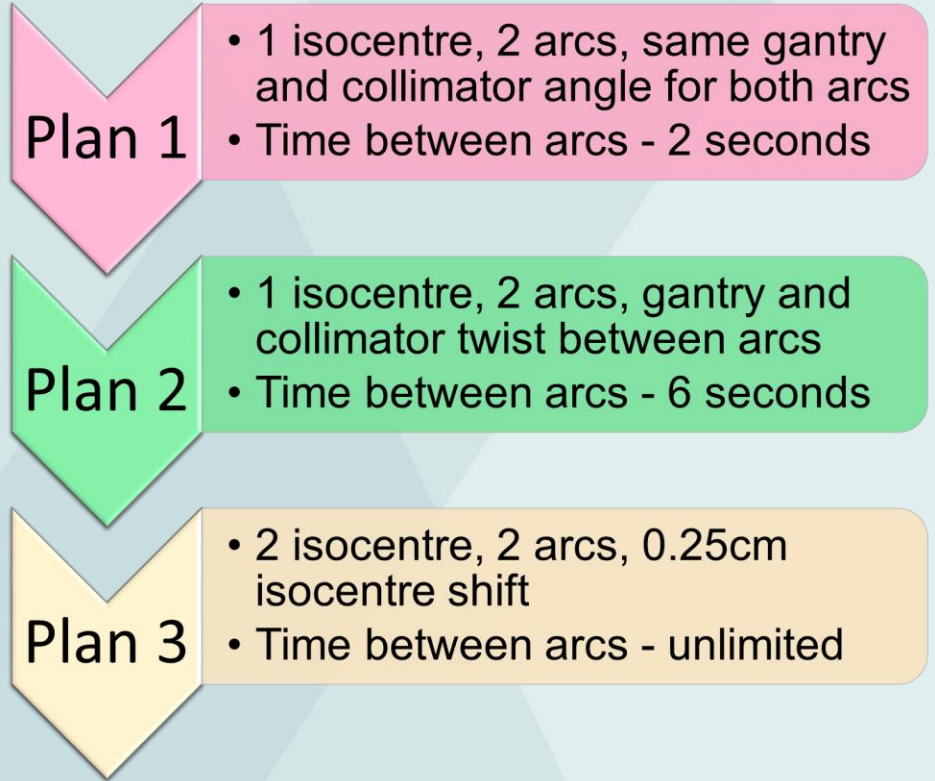 Plan 1
• 1 isocentre, 2 arcs, same gantry
and collimator angle for both arcs
• Time between arcs - 2 seconds
Plan 2
• 1 isocentre, 2 arcs, gantry and
collimator twist between arcs
• Time between arcs - 6 seconds
Plan 3
• 2 isocentre, 2 arcs, 0.25cm
isocentre shift
• Time between arcs - unlimited